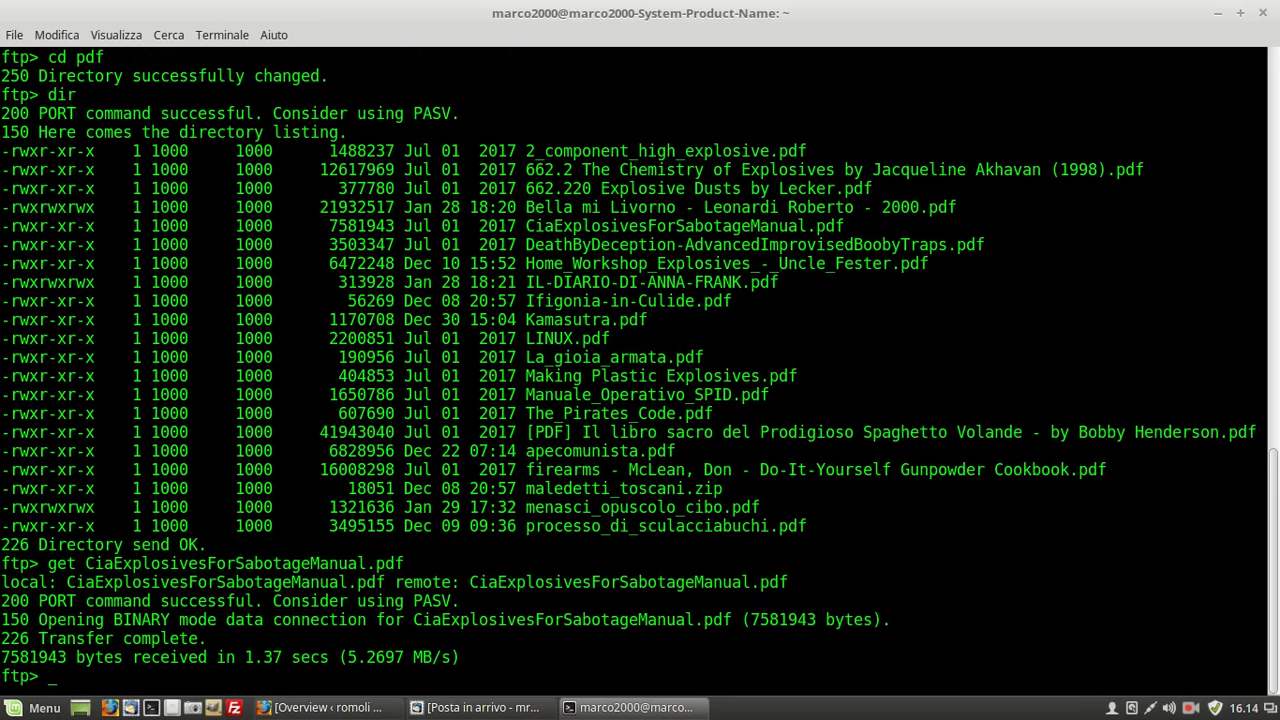 marco2000@marco2000-System-Product-Name: ~
File Modifica Visualizza Cerca Terminale Aiuto
ftp> cd pdf
250 Directory successfully changed.
ftp> dir
200 PORT command successful. Consider using PASV.
150 Here comes the directory listing.
-rwxr-xr-x 1 1000 1000 1488237 Jul 01 2017 2_component_high_explosive.pdf
-rwxr-xr-x 1 1000 1000 12617969 Jul 01 2017 662.2 The Chemistry of Explosives by Jacqueline Akhavan (1998).pdf
-rwxr-xr-x 1 1000 1000 377780 Jul 01 2017 662.220 Explosive Dusts by Lecker.pdf
-rwxrwxrwx 1 1000 1000 21932517 Jan 28 18:20 Bella mi Livorno - Leonardi Roberto - 2000.pdf
-rwxr-xr-x 1 1000 1000 7581943 Jul 01 2017 CiaExplosivesForSabotageManual.pdf
-rwxr-xr-x 1 1000 1000 3503347 Jul 01 2017 DeathByDeception-AdvancedImprovisedBoobyTraps.pdf
-rwxr-xr-x 1 1000 1000 6472248 Dec 10 15:52 Home_Workshop_Explosives_-_Uncle_Fester.pdf
-rwxrwxrwx 1 1000 1000 313928 Jan 28 18:21 IL-DIARIO-DI-ANNA-FRANK.pdf
-rwxr-xr-x 1 1000 1000 56269 Dec 08 20:57 Ifigonia-in-Culide.pdf
-rwxr-xr-x 1 1000 1000 1170708 Dec 30 15:04 Kamasutra.pdf
-rwxr-xr-x 1 1000 1000 2200851 Jul 01 2017 LINUX.pdf
-rwxr-xr-x 1 1000 1000 190956 Jul 01 2017 La_gioia_armata.pdf
-rwxr-xr-x 1 1000 1000 404853 Jul 01 2017 Making Plastic Explosives.pdf
-rwxr-xr-x 1 1000 1000 1650786 Jul 01 2017 Manuale_Operativo_SPID.pdf
-rwxr-xr-x 1 1000 1000 607690 Jul 01 2017 The_Pirates_Code.pdf
-rwxr-xr-x 1 1000 1000 41943040 Jul 01 2017 [PDF] Il libro sacro del Prodigioso Spaghetto Volande - by Bobby Henderson.pdf
-rwxr-xr-x 1 1000 1000 6828956 Dec 22 07:14 apecomunista.pdf
-rwxr-xr-x 1 1000 1000 16008298 Jul 01 2017 firearms - McLean, Don - Do-It-Yourself Gunpowder Cookbook.pdf
-rwxr-xr-x 1 1000 1000 18051 Dec 08 20:57 maledetti_toscani.zip
-rwxrwxrwx 1 1000 1000 1321636 Jan 29 17:32 menasci_opuscolo_cibo.pdf
-rwxr-xr-x 1 1000 1000 3495155 Dec 09 09:36 processo_di_sculacciabuchi.pdf
226 Directory send OK.
ftp> get CiaExplosivesForSabotageManual.pdf
local: CiaExplosivesForSabotageManual.pdf remote: CiaExplosivesForSabotageManual.pdf
200 PORT command successful. Consider using PASV.
150 Opening BINARY mode data connection for CiaExplosivesForSabotageManual.pdf (7581943 bytes).
226 Transfer complete.
7581943 bytes received in 1.37 secs (5.2697 MB/s)
ftp> _
Menu [Overview ‹ romoli ... [Posta in arrivo - mr... marco2000@marco... 16.14